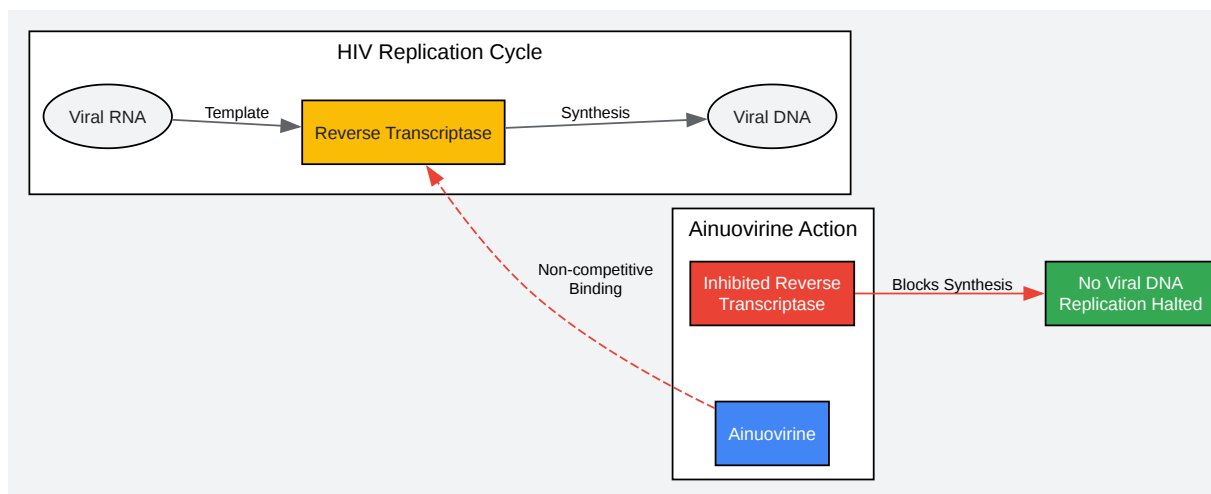 HIV Replication Cycle
Viral RNA
Template
Reverse Transcriptase
Synthesis
Viral DNA
Non-competitive
Binding
Ainuovirine Action
Inhibited Reverse
Transcriptase
Blocks Synthesis
No Viral DNA
Replication Halted
Ainuovirine